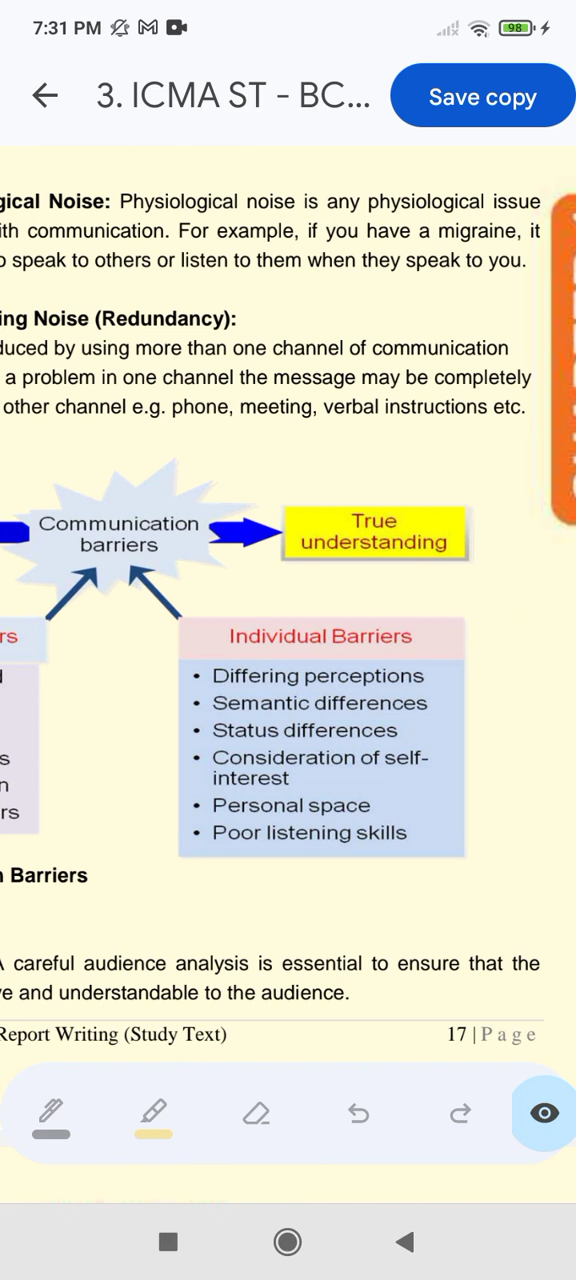 7:31 PM
98
3. ICMA ST - BC...
Save copy
gical Noise: Physiological noise is any physiological issue
ith communication. For example, if you have a migraine, it
o speak to others or listen to them when they speak to you.
ing Noise (Redundancy):
duced by using more than one channel of communication
a problem in one channel the message may be completely
other channel e.g. phone, meeting, verbal instructions etc.
Communication
barriers
True
understanding
rs
s
n
rs
Individual Barriers
• Differing perceptions
• Semantic differences
• Status differences
• Consideration of self-
interest
• Personal space
• Poor listening skills
n Barriers
A careful audience analysis is essential to ensure that the
ve and understandable to the audience.
Report Writing (Study Text)
17 | P a g e